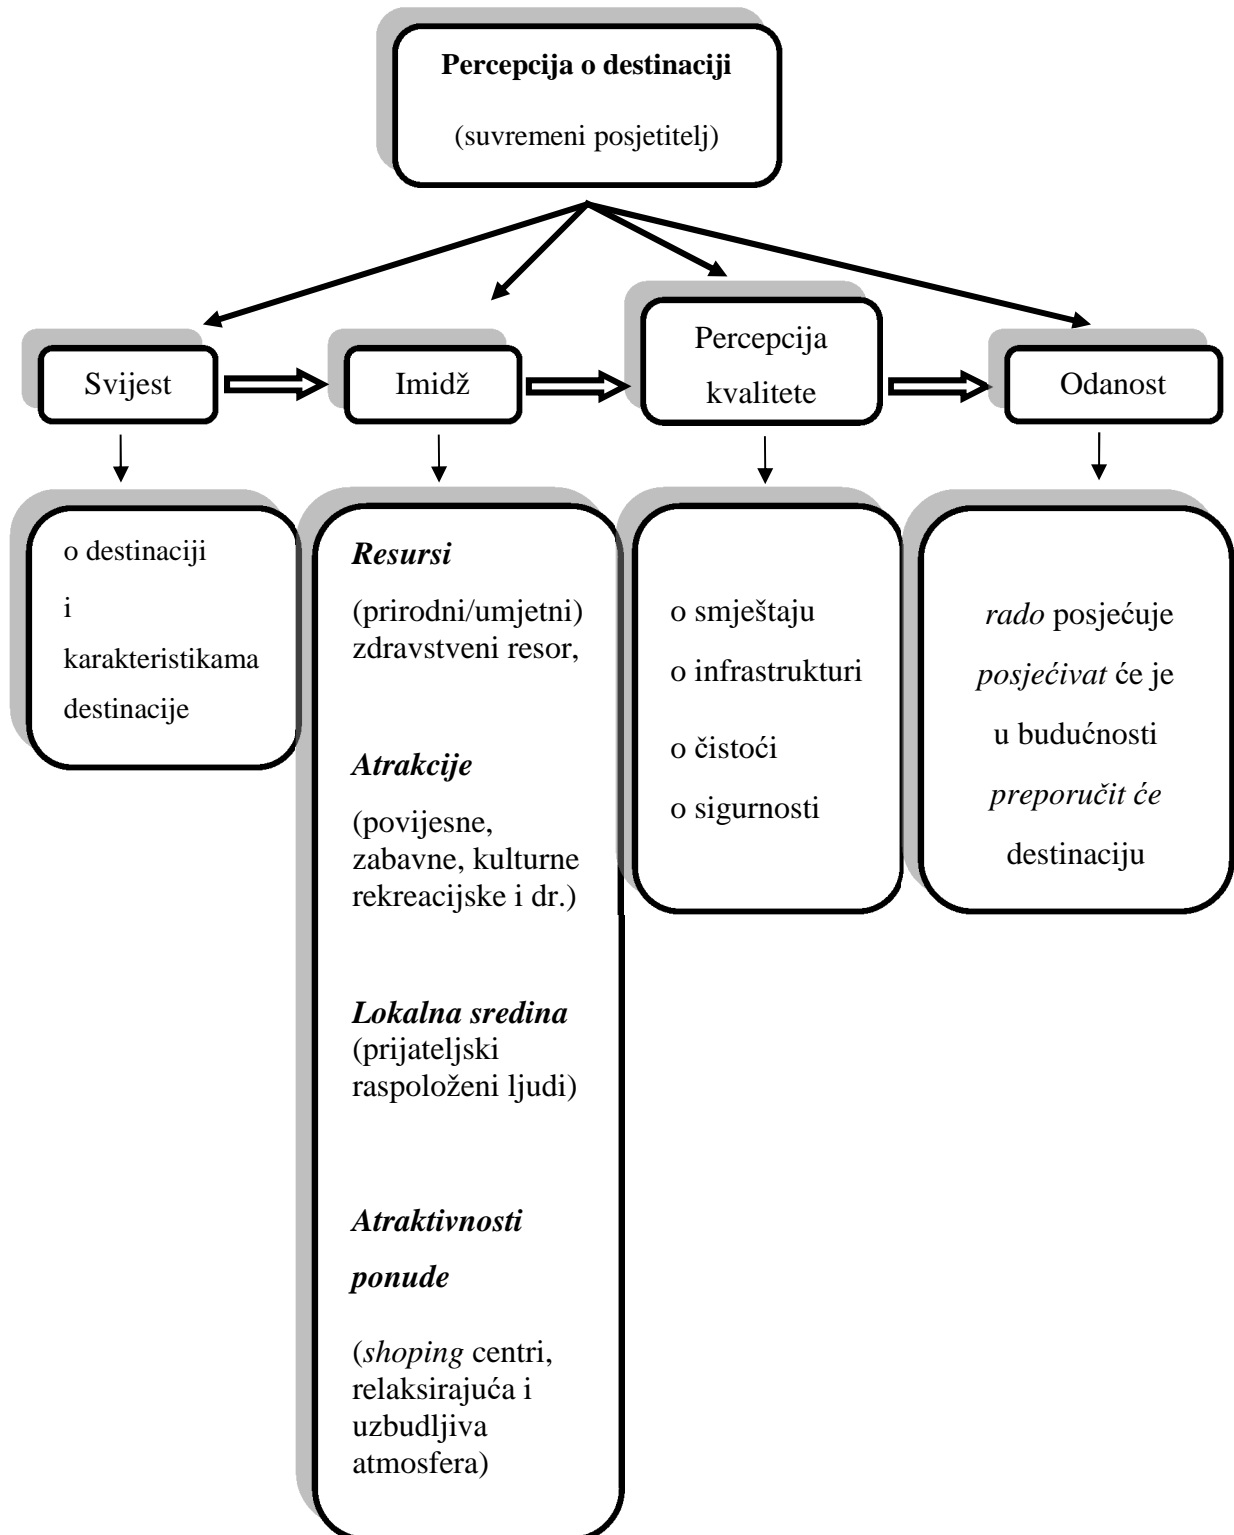 Percepcija o destinaciji
(suvremeni posjetitelj)
Svijest
Imidž
Percepcija
kvalitete
Odanost
o destinaciji
i
karakteristikama
destinacije
Resursi
(prirodni/umjetni)
zdravstveni resor,
Atrakcije
(povijesne,
zabavne, kulturne
rekreacijske i dr.)
Lokalna sredina
(prijateljski
raspoloženi ljudi)
Atraktivnosti
ponude
(shoping centri,
relaksirajuća i
uzbudljiva
atmosfera)
o smještaju
o infrastrukturi
o čistoći
o sigurnosti
rado posjećuje
posjećivat će je
u budućnosti
preporučit će
destinaciju